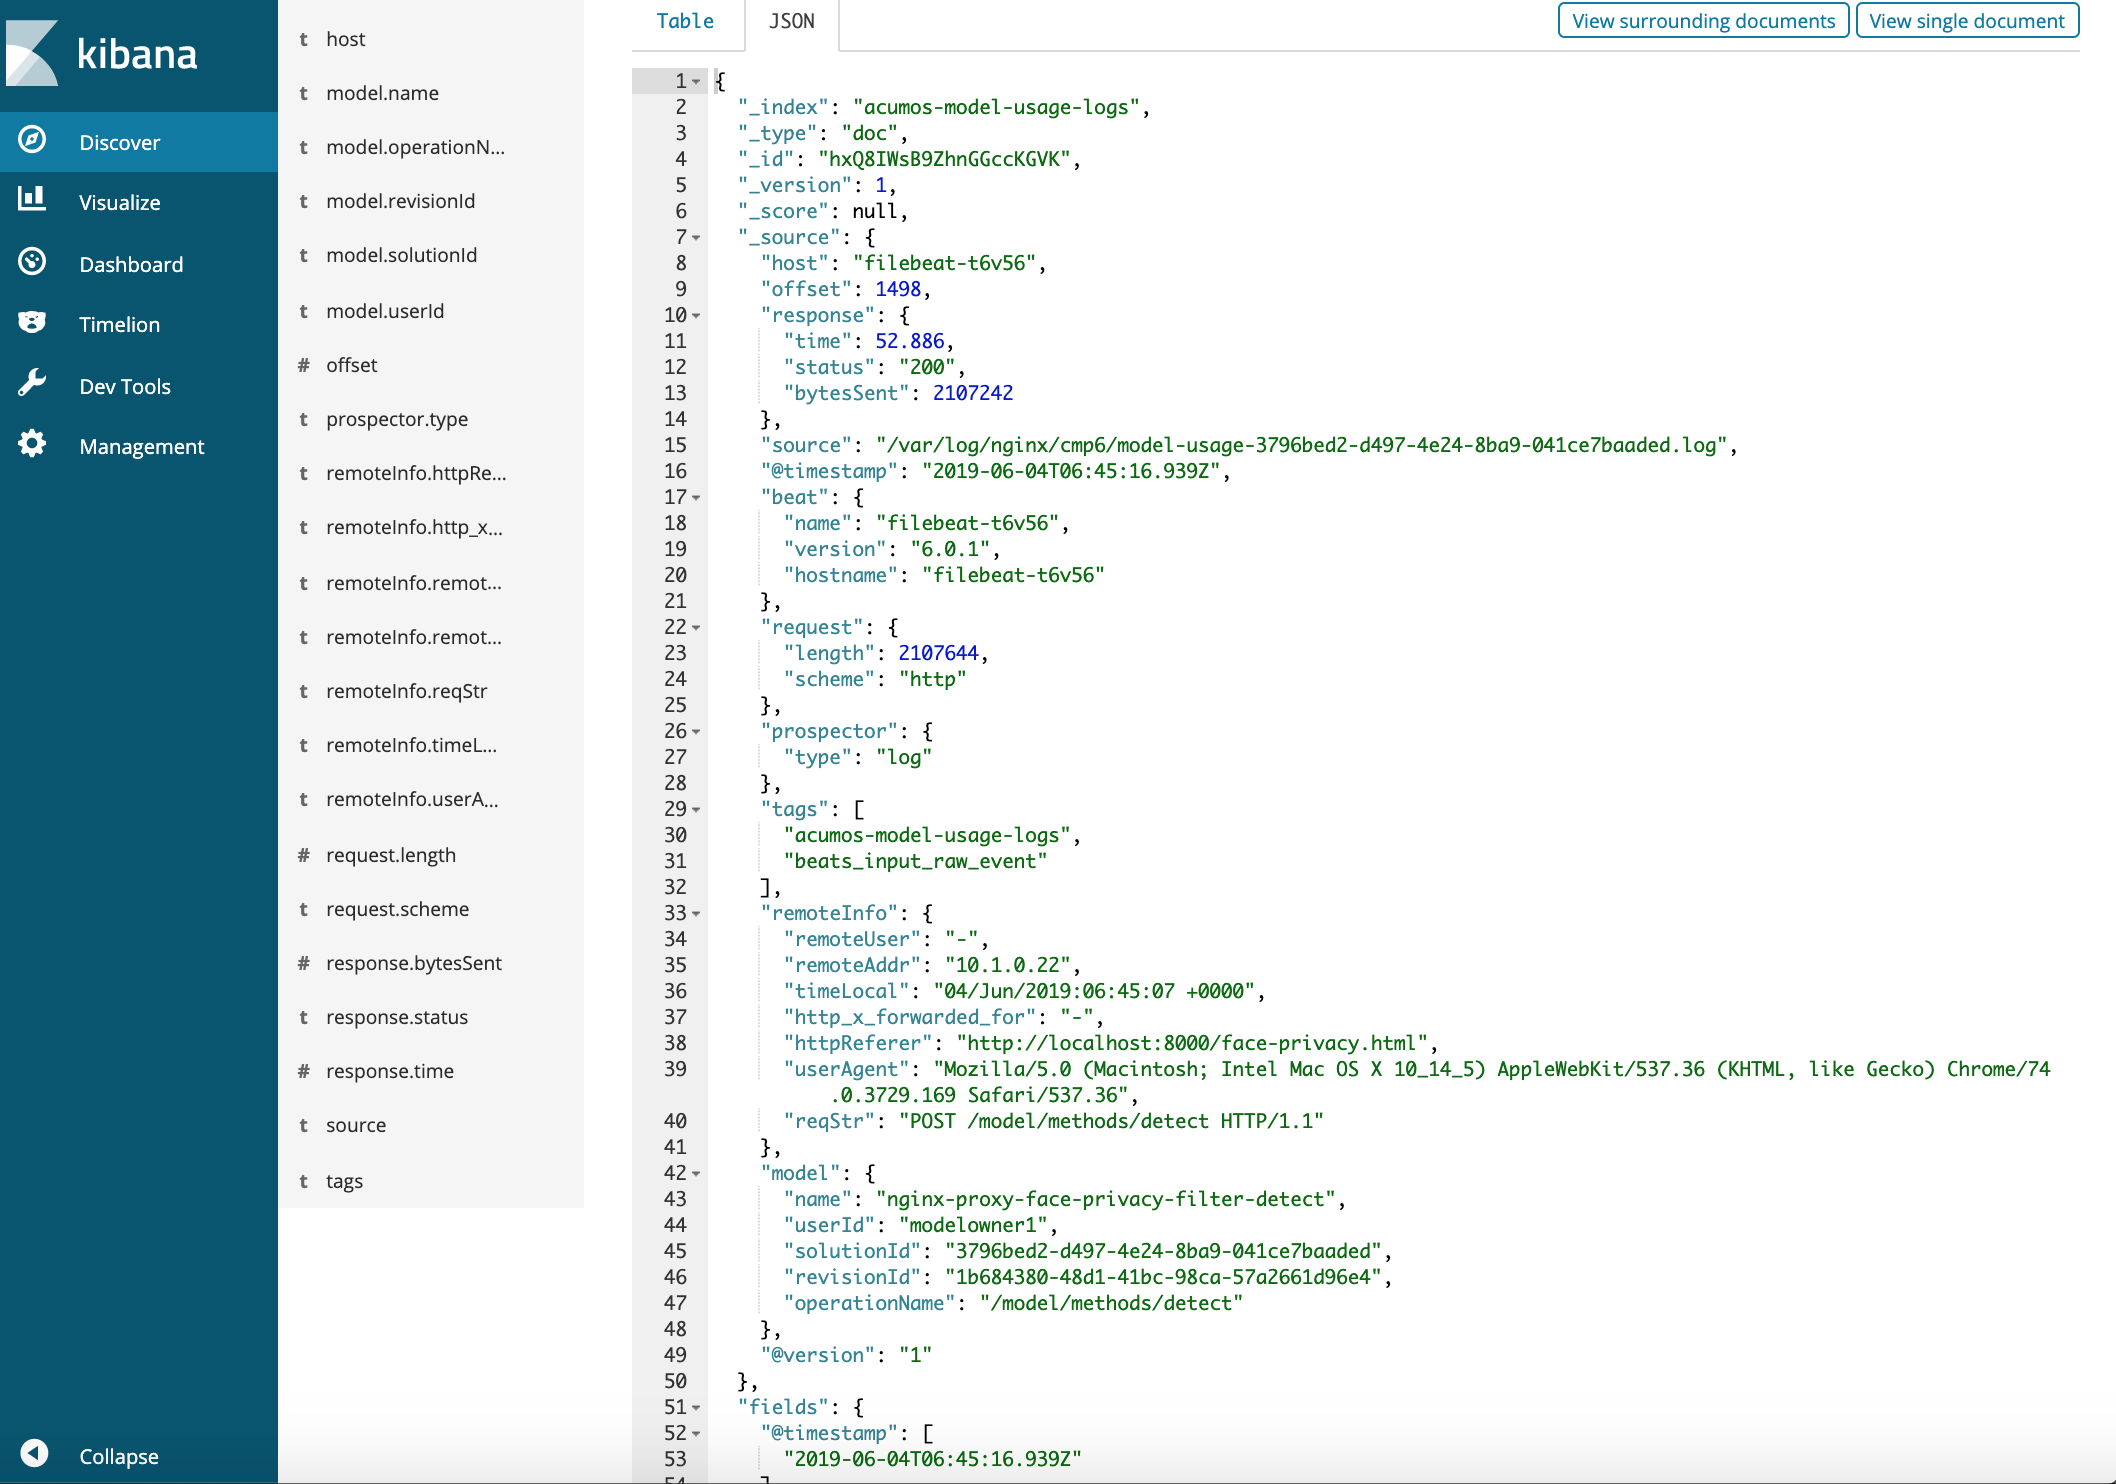 kibana
Discover
Visualize
Dashboard
Timelion
Dev Tools
Management
Collapse
t host
t model.name
t model.operationN...
t model.revisionId
t model.solutionId
t model.userId
# offset
t prospector.type
t remoteInfo.httpRe...
t remoteInfo.http_x...
t remoteInfo.remot...
t remoteInfo.remot...
t remoteInfo.reqStr
t remoteInfo.timeL...
t remoteInfo.userA...
# request.length
t request.scheme
# response.bytesSent
t response.status
# response.time
t source
t tags
Table JSON View surrounding documents View single document
1 {
2 "_index": "acumos-model-usage-logs",
3 "_type": "doc",
4 "_id": "hxQ8IWsB9ZhnGGccKGVK",
5 "_version": 1,
6 "_score": null,
7 "_source": {
8 "host": "filebeat-t6v56",
9 "offset": 1498,
10 "response": {
11 "time": 52.886,
12 "status": "200",
13 "bytesSent": 2107242
14 },
15 "source": "/var/log/nginx/cmp6/model-usage-3796bed2-d497-4e24-8ba9-041ce7baaded.log",
16 "@timestamp": "2019-06-04T06:45:16.939Z",
17 "beat": {
18 "name": "filebeat-t6v56",
19 "version": "6.0.1",
20 "hostname": "filebeat-t6v56"
21 },
22 "request": {
23 "length": 2107644,
24 "scheme": "http"
25 },
26 "prospector": {
27 "type": "log"
28 },
29 "tags": [
30 "acumos-model-usage-logs",
31 "beats_input_raw_event"
32 ],
33 "remoteInfo": {
34 "remoteUser": "-",
35 "remoteAddr": "10.1.0.22",
36 "timeLocal": "04/Jun/2019:06:45:07 +0000",
37 "http_x_forwarded_for": "-",
38 "httpReferer": "http://localhost:8000/face-privacy.html",
39 "userAgent": "Mozilla/5.0 (Macintosh; Intel Mac OS X 10_14_5) AppleWebKit/537.36 (KHTML, like Gecko) Chrome/74
.0.3729.169 Safari/537.36",
40 "reqStr": "POST /model/methods/detect HTTP/1.1"
41 },
42 "model": {
43 "name": "nginx-proxy-face-privacy-filter-detect",
44 "userId": "modelowner1",
45 "solutionId": "3796bed2-d497-4e24-8ba9-041ce7baaded",
46 "revisionId": "1b684380-48d1-41bc-98ca-57a2661d96e4",
47 "operationName": "/model/methods/detect"
48 },
49 "@version": "1"
50 },
51 "fields": {
52 "@timestamp": [
53 "2019-06-04T06:45:16.939Z"